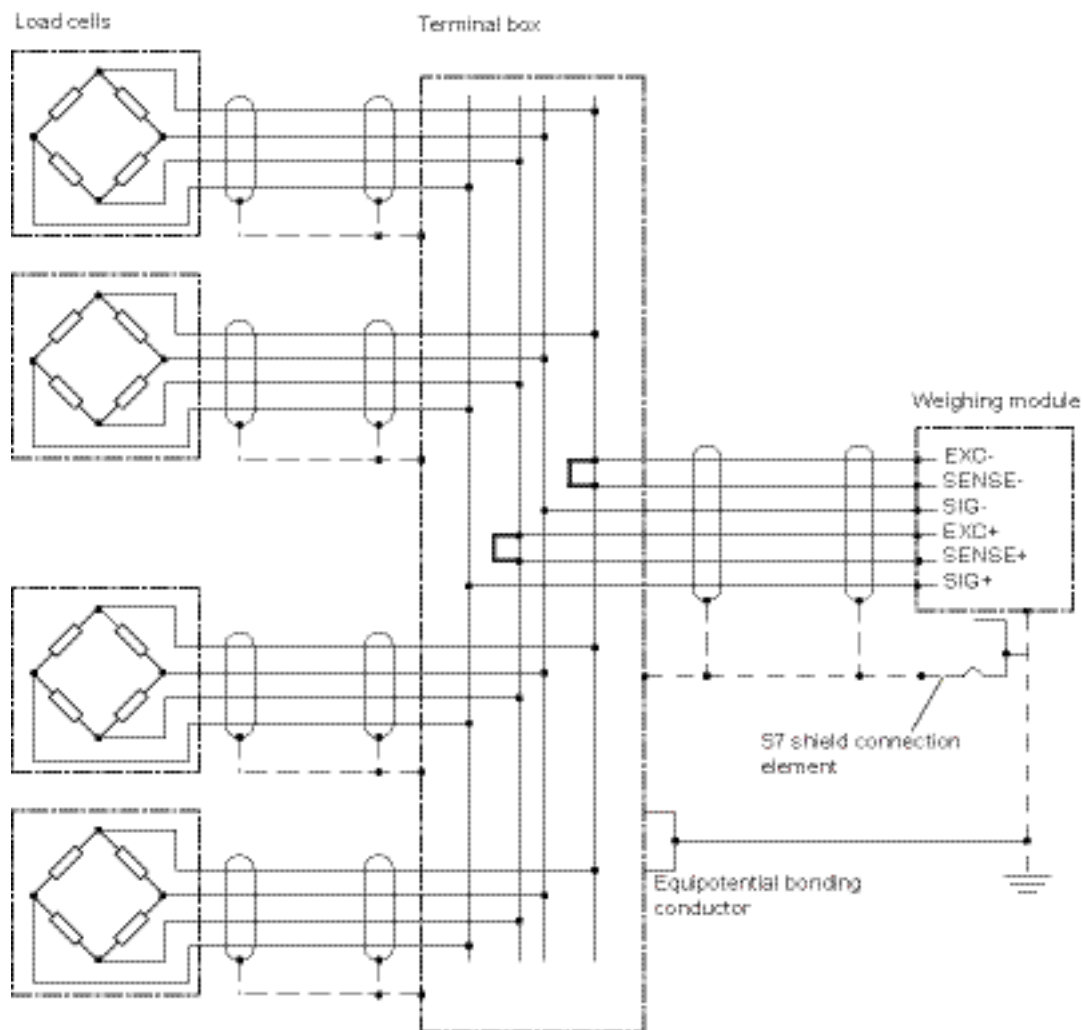 Load cells
Terminal box
Weighing module
EXC-
SENSE-
SIG-
EXC+
SENSE+
SIG+
S7 shield connection
element
Equipotential bonding
conductor